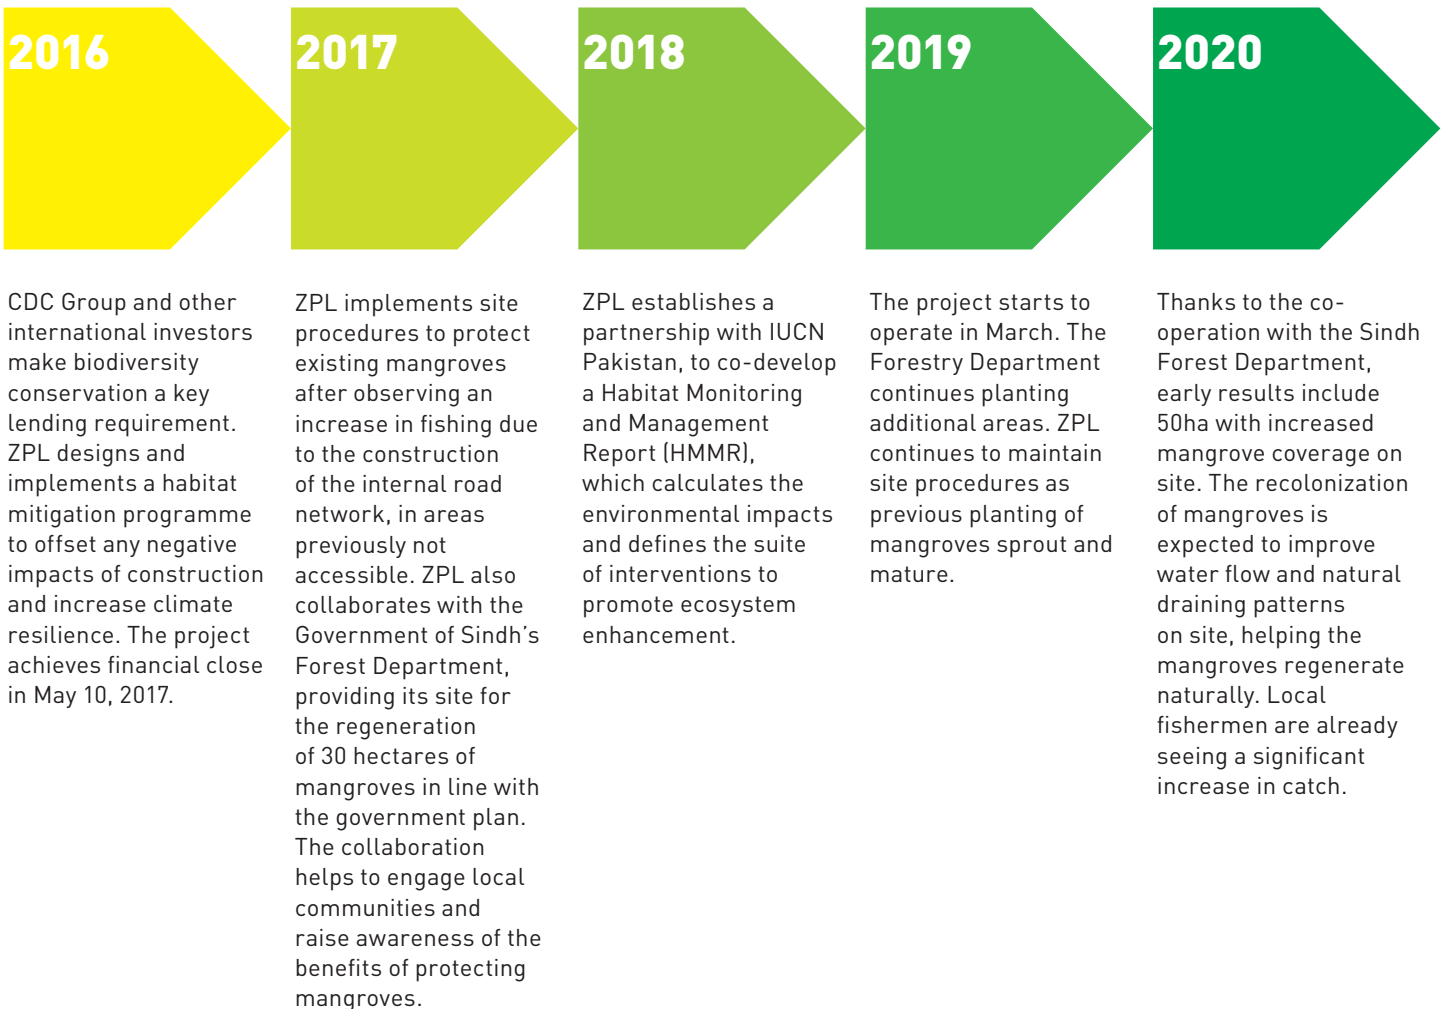 2016
CDC Group and other
international investors
make biodiversity
conservation a key
lending requirement.
ZPL designs and
implements a habitat
mitigation programme
to offset any negative
impacts of construction
and increase climate
resilience. The project
achieves financial close
in May 10, 2017.
2017
ZPL implements site
procedures to protect
existing mangroves
after observing an
increase in fishing due
to the construction
of the internal road
network, in areas
previously not
accessible. ZPL also
collaborates with the
Government of Sindh’s
Forest Department,
providing its site for
the regeneration
of 30 hectares of
mangroves in line with
the government plan.
The collaboration
helps to engage local
communities and
raise awareness of the
benefits of protecting
mangroves.
2018
ZPL establishes a
partnership with IUCN
Pakistan, to co-develop
a Habitat Monitoring
and Management
Report (HMMR),
which calculates the
environmental impacts
and defines the suite
of interventions to
promote ecosystem
enhancement.
2019
The project starts to
operate in March. The
Forestry Department
continues planting
additional areas. ZPL
continues to maintain
site procedures as
previous planting of
mangroves sprout and
mature.
2020
Thanks to the co-
operation with the Sindh
Forest Department,
early results include
50ha with increased
mangrove coverage on
site. The recolonization
of mangroves is
expected to improve
water flow and natural
draining patterns
on site, helping the
mangroves regenerate
naturally. Local
fishermen are already
seeing a significant
increase in catch.